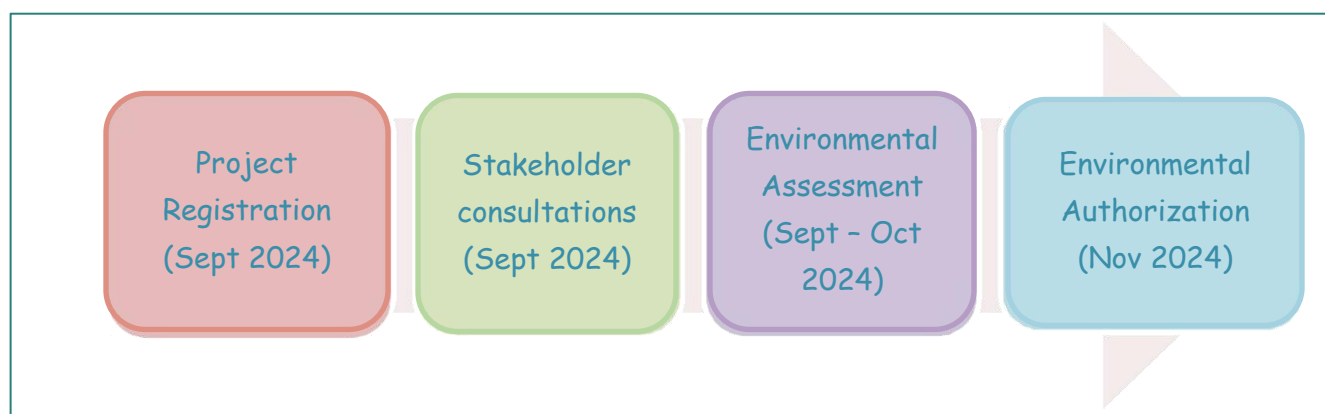 Project
Registration
(Sept 2024)
Stakeholder
consultations
(Sept 2024)
Environmental
Assessment
(Sept – Oct
2024)
Environmental
Authorization
(Nov 2024)